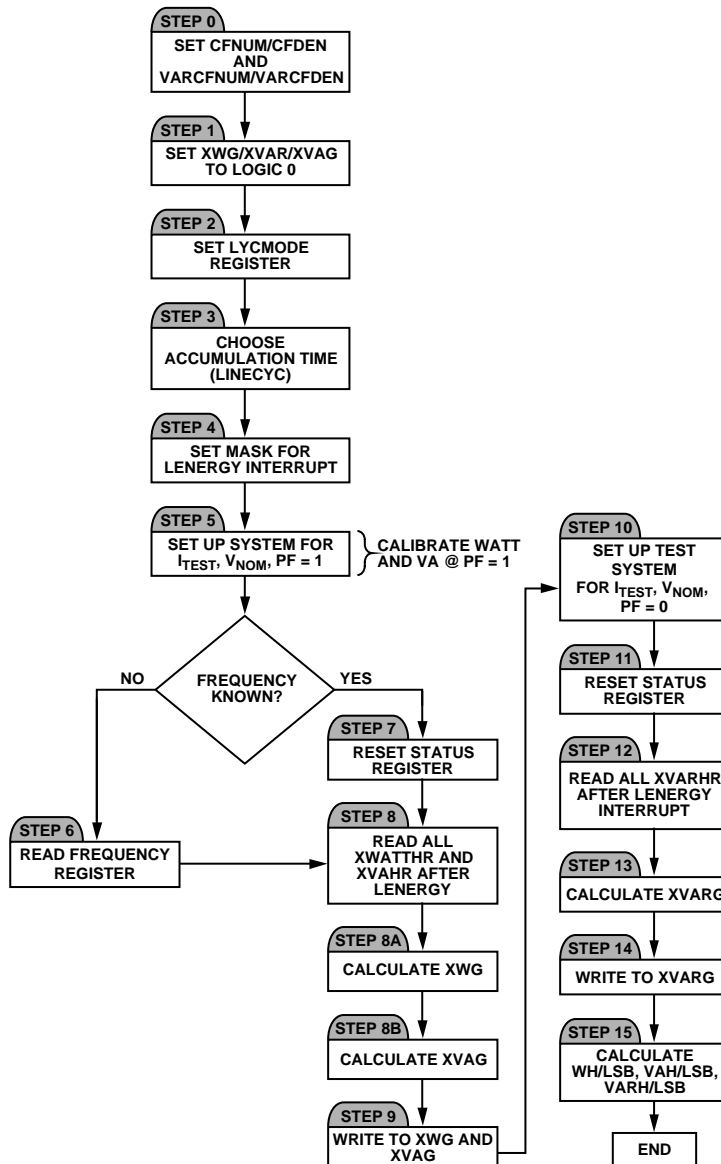 STEP 0
SET CFNUM/CFDEN
AND
VARCFNUM/VARCFDEN
STEP 1
SET XWG/XVAR/XVAG
TO LOGIC 0
STEP 2
SET LYCMODE
REGISTER
STEP 3
CHOOSE
ACCUMULATION TIME
(LINECYC)
STEP 4
SET MASK FOR
LENERGY INTERRUPT
STEP 5
SET UP SYSTEM FOR
ITEST, VNOM, PF = 1
CALIBRATE WATT
AND VA @ PF = 1
FREQUENCY
KNOWN?
NO
YES
STEP 6
READ FREQUENCY
REGISTER
STEP 7
RESET STATUS
REGISTER
STEP 8
READ ALL
XWATTHR AND
XVAHR AFTER
LENERGY
STEP 8A
CALCULATE XWG
STEP 8B
CALCULATE XVAG
STEP 9
WRITE TO XWG AND
XVAG
STEP 10
SET UP TEST
SYSTEM
FOR ITEST, VNOM,
PF = 0
STEP 11
RESET STATUS
REGISTER
STEP 12
READ ALL XVARHR
AFTER LENERGY
INTERRUPT
STEP 13
CALCULATE XVARG
STEP 14
WRITE TO XVARG
STEP 15
CALCULATE
WH/LSB, VAH/LSB,
VARH/LSB
END